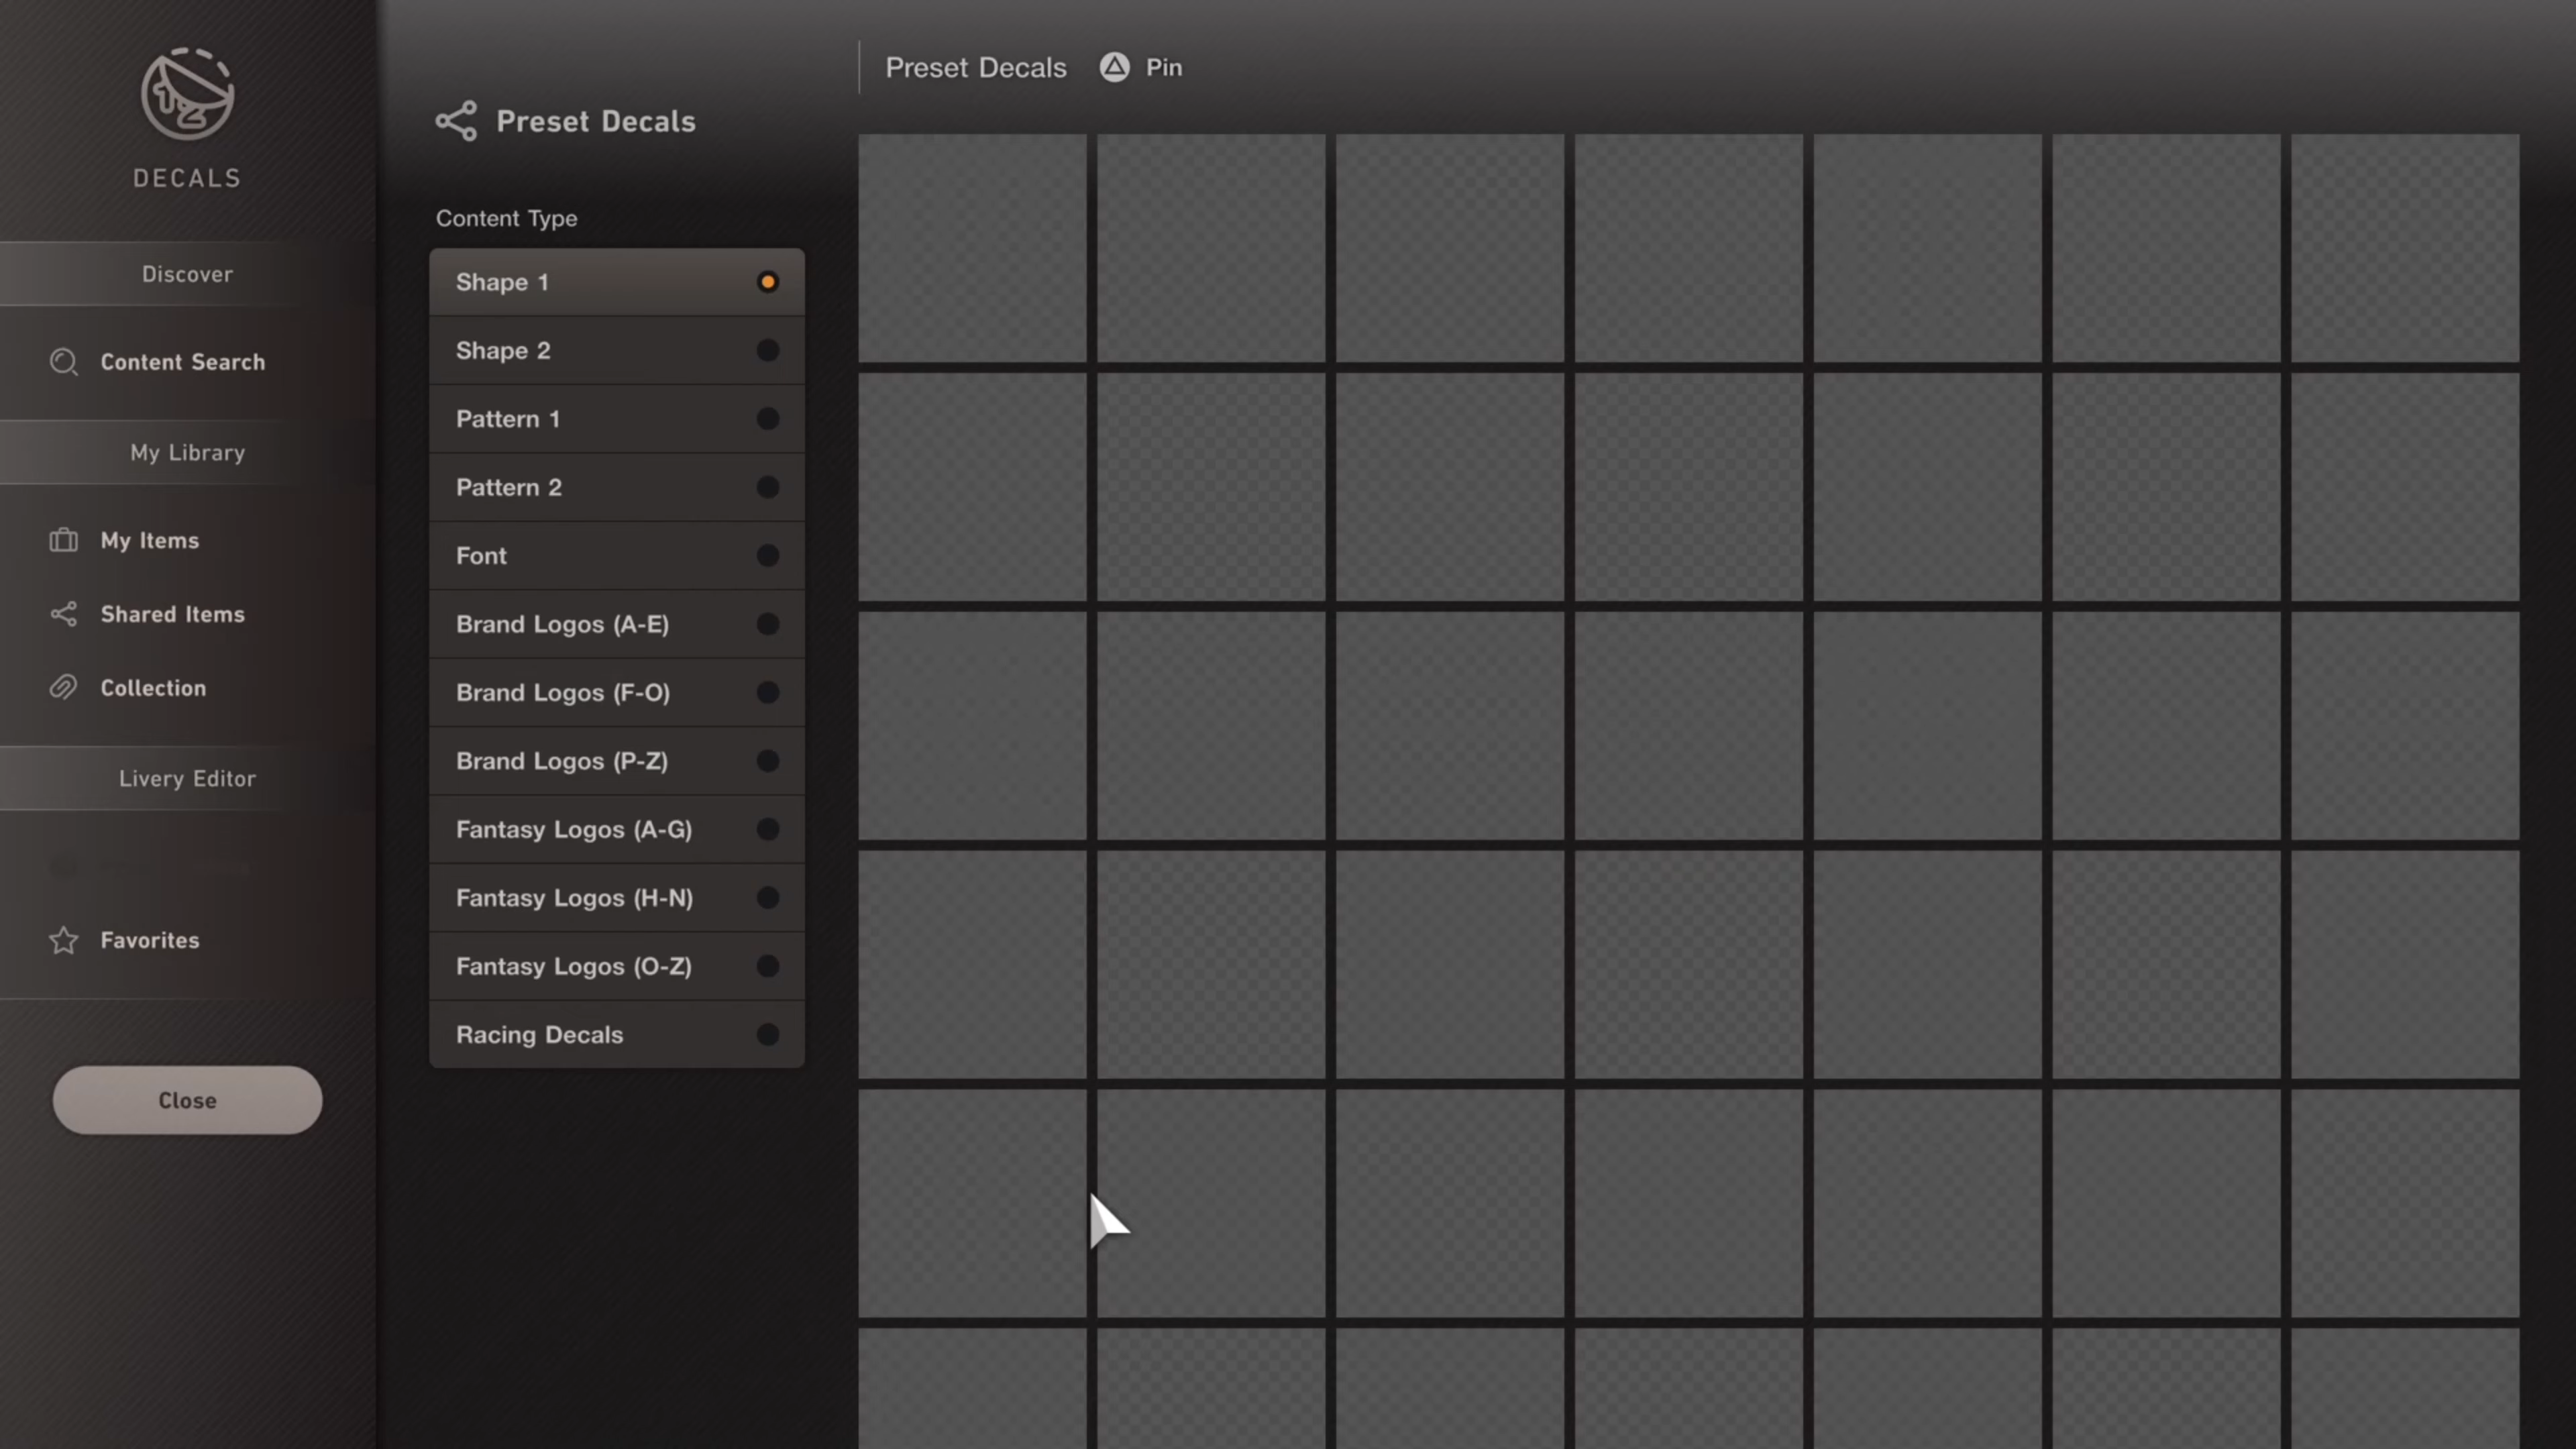 DECALS
Discover
Content Search
My Library
My Items
Shared Items
Collection
Livery Editor
Favorites
Close
Preset Decals
Content Type
Shape 1
Shape 2
Pattern 1
Pattern 2
Font
Brand Logos (A-E)
Brand Logos (F-O)
Brand Logos (P-Z)
Fantasy Logos (A-G)
Fantasy Logos (H-N)
Fantasy Logos (O-Z)
Racing Decals
Preset Decals Pin